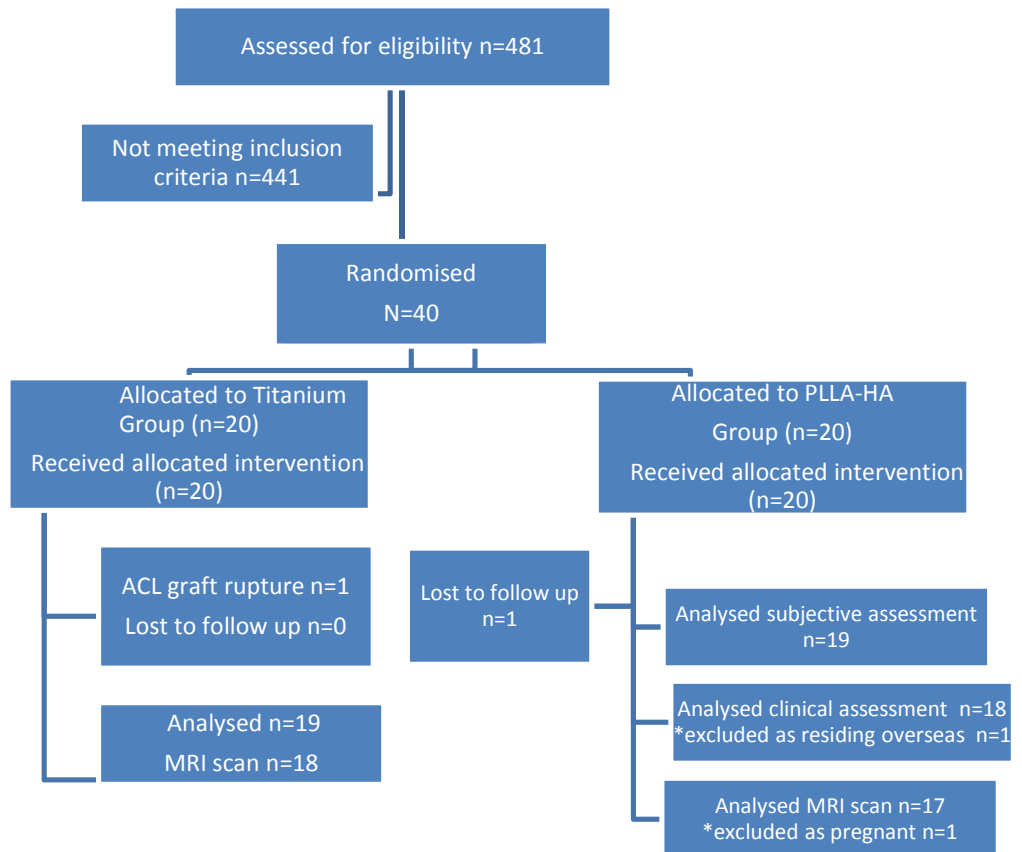 Assessed for eligibility n=481
Not meeting inclusion
criteria n=441
Randomised
N=40
Allocated to Titanium
Group (n=20)
Received allocated intervention
(n=20)
Allocated to PLLA-HA
Group (n=20)
Received allocated intervention
(n=20)
ACL graft rupture n=1
Lost to follow up n=0
Analysed n=19
MRI scan n=18
Lost to follow up
n=1
Analysed subjective assessment
n=19
Analysed clinical assessment n=18
*excluded as residing overseas n=1
Analysed MRI scan n=17
*excluded as pregnant n=1